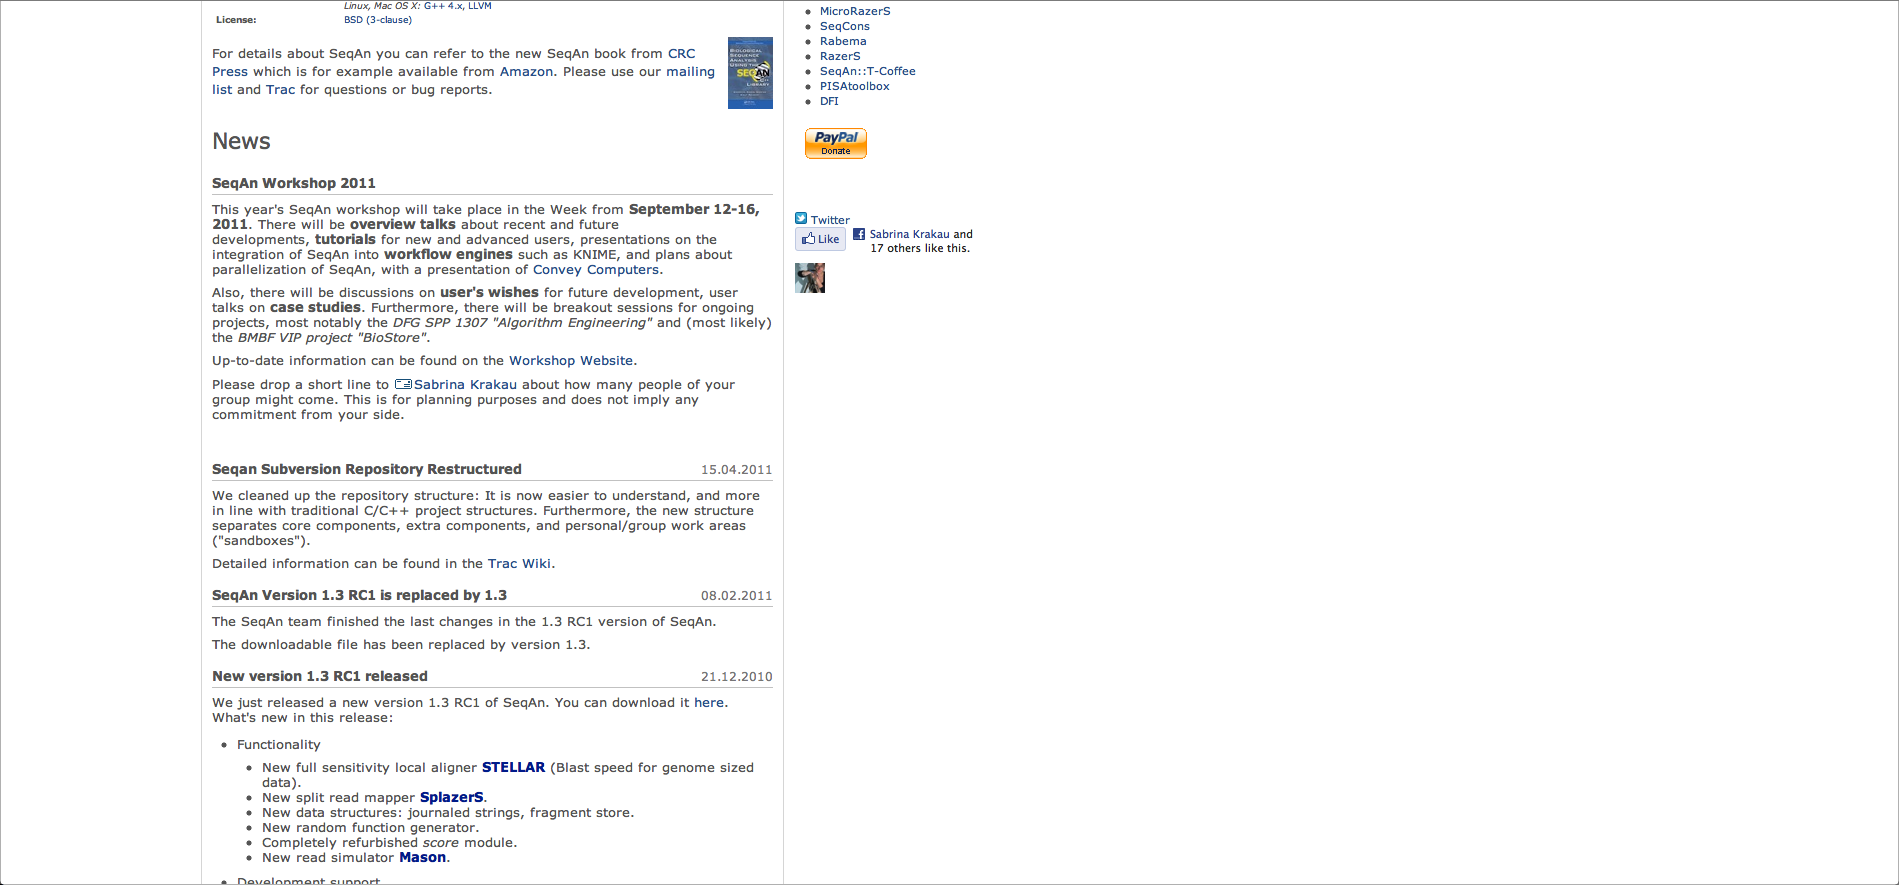 Linux, Mac OS X: G++ 4.x, LLVM
License: BSD (3-clause)
For details about SeqAn you can refer to the new SeqAn book from CRC
Press which is for example available from Amazon. Please use our mailing
list and Trac for questions or bug reports.
BIOLOGICAL
SEQUENCE
ANALYSIS
USING THE
SEQAN
LIBRARY
News
SeqAn Workshop 2011
This year's SeqAn workshop will take place in the Week from September 12-16,
2011. There will be overview talks about recent and future
developments, tutorials for new and advanced users, presentations on the
integration of SeqAn into workflow engines such as KNIME, and plans about
parallelization of SeqAn, with a presentation of Convey Computers.
Also, there will be discussions on user's wishes for future development, user
talks on case studies. Furthermore, there will be breakout sessions for ongoing
projects, most notably the DFG SPP 1307 "Algorithm Engineering" and (most likely)
the BMBF VIP project "BioStore".
Up-to-date information can be found on the Workshop Website.
Please drop a short line to Sabrina Krakau about how many people of your
group might come. This is for planning purposes and does not imply any
commitment from your side.
Seqan Subversion Repository Restructured 15.04.2011
We cleaned up the repository structure: It is now easier to understand, and more
in line with traditional C/C++ project structures. Furthermore, the new structure
separates core components, extra components, and personal/group work areas
("sandboxes").
Detailed information can be found in the Trac Wiki.
SeqAn Version 1.3 RC1 is replaced by 1.3 08.02.2011
The SeqAn team finished the last changes in the 1.3 RC1 version of SeqAn.
The downloadable file has been replaced by version 1.3.
New version 1.3 RC1 released 21.12.2010
We just released a new version 1.3 RC1 of SeqAn. You can download it here.
What's new in this release:
Functionality
New full sensitivity local aligner STELLAR (Blast speed for genome sized
data).
New split read mapper SplazerS.
New data structures: journaled strings, fragment store.
New random function generator.
Completely refurbished score module.
New read simulator Mason.
Development support
MicroRazerS
SeqCons
Rabema
RazerS
SeqAn::T-Coffee
PISAtoolbox
DFI
PayPal
Donate
Twitter
Like
Sabrina Krakau and
17 others like this.